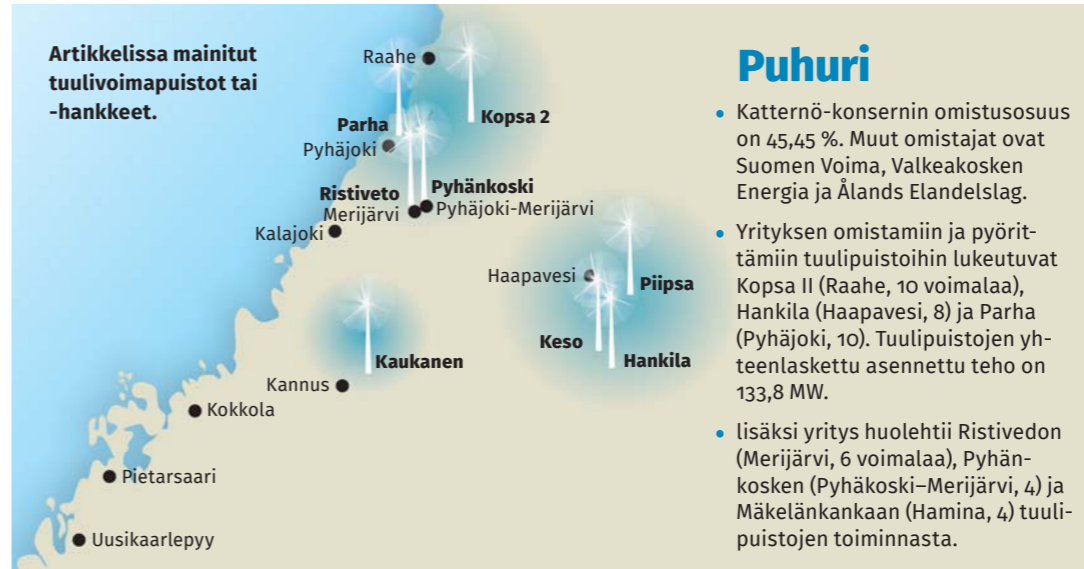 Artikkelissa mainitut
tuulivoimapuistot tai
-hankkeet.
Raahe
Kopsa 2
Parha
Pyhäjoki
Ristiveto
Pyhänkoski
Merijärvi
Pyhäjoki-Merijärvi
Kalajoki
Haapavesi
Piipsa
Keso
Hankila
Kaukanen
Kannus
Kokkola
Pietarsaari
Uusikaarlepyy
Puhuri
• Katternö-konsernin omistusosuus
on 45,45 %. Muut omistajat ovat
Suomen Voima, Valkeakosken
Energia ja Ålands Elandelslag.
• Yrityksen omistamiin ja pyörit-
tämiin tuulipuistoihin lukeutuvat
Kopsa II (Raahe, 10 voimalaa),
Hankila (Haapavesi, 8) ja Parha
(Pyhäjoki, 10). Tuulipuistojen yh-
teenlaskettu asennettu teho on
133,8 MW.
• lisäksi yritys huolehtii Ristivedon
(Merijärvi, 6 voimalaa), Pyhän-
kosken (Pyhäkoski–Merijärvi, 4) ja
Mäkelänkankaan (Hamina, 4) tuuli-
puistojen toiminnasta.